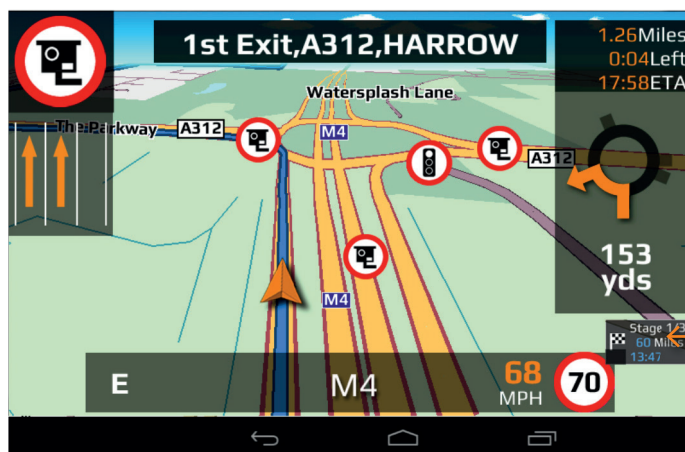 1st Exit,A312,HARROW
1.26Miles
0:04Left
17:58ETA
Watersplash Lane
The Parkway
A312
M4
A312
153
yds
M4
Stage 1/3
60 Miles
13:47
E
M4
68
MPH
70